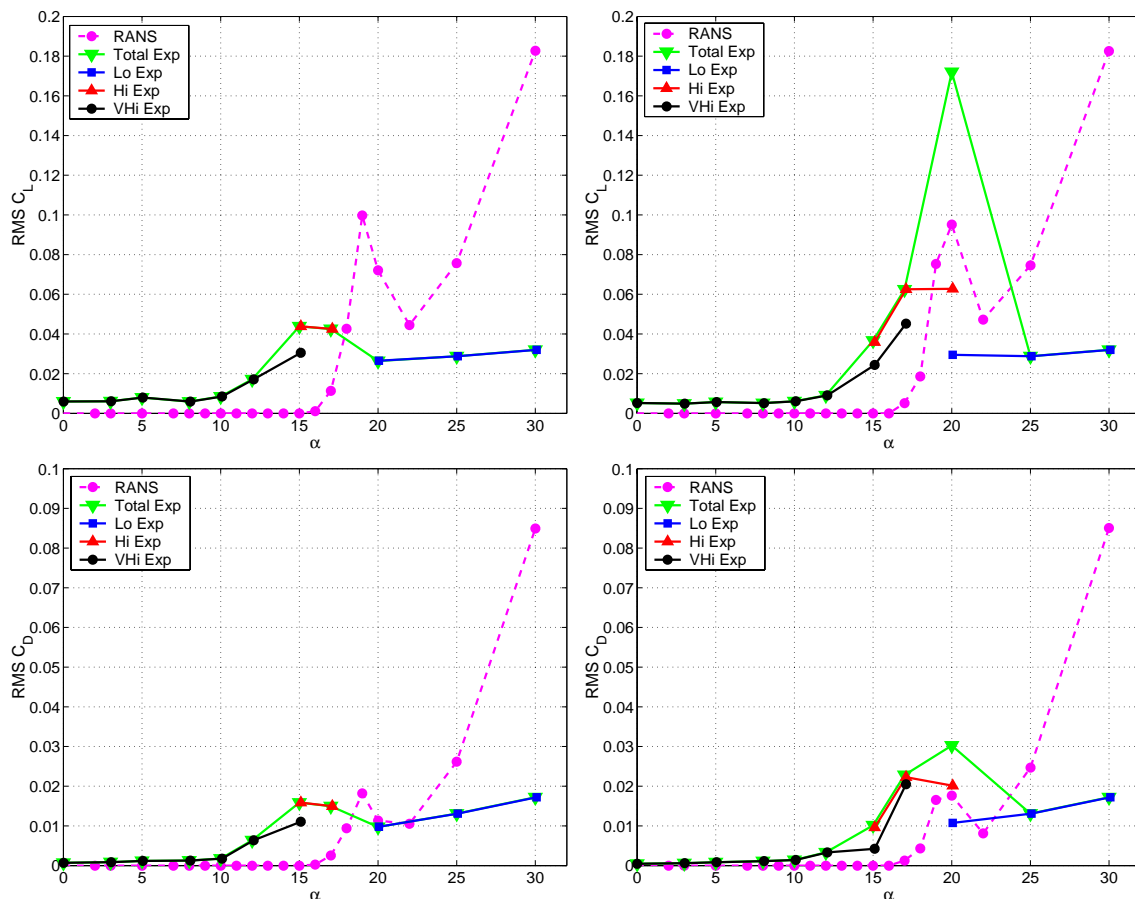 0.2
0.18
0.16
0.14
0.12
0.1
0.08
0.06
0.04
0.02
0
RMS C_L
RANS
Total Exp
Lo Exp
Hi Exp
VHi Exp
0 5 10 15 20 25 30
α
0.2
0.18
0.16
0.14
0.12
0.1
0.08
0.06
0.04
0.02
0
RMS C_L
RANS
Total Exp
Lo Exp
Hi Exp
VHi Exp
0 5 10 15 20 25 30
α
0.1
0.09
0.08
0.07
0.06
0.05
0.04
0.03
0.02
0.01
0
RMS C_D
RANS
Total Exp
Lo Exp
Hi Exp
VHi Exp
0 5 10 15 20 25 30
α
0.1
0.09
0.08
0.07
0.06
0.05
0.04
0.03
0.02
0.01
0
RMS C_D
RANS
Total Exp
Lo Exp
Hi Exp
VHi Exp
0 5 10 15 20 25 30
α